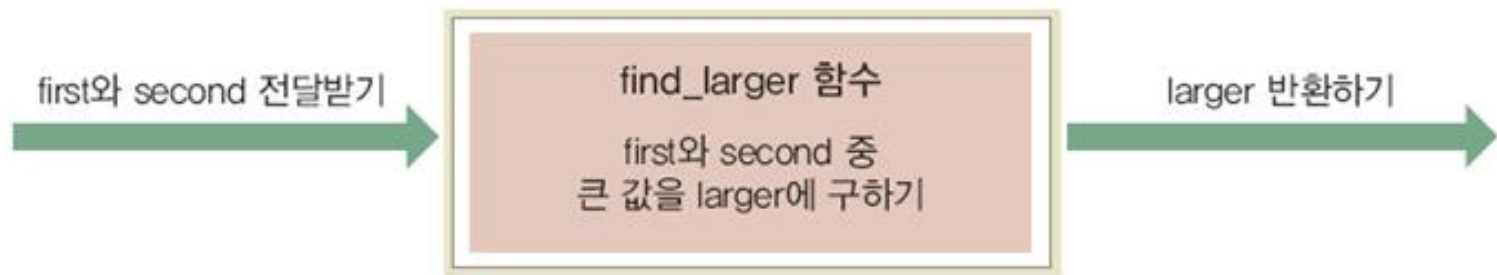 first와 second 전달받기
find_larger 함수
first와 second 중
큰 값을 larger에 구하기
larger 반환하기